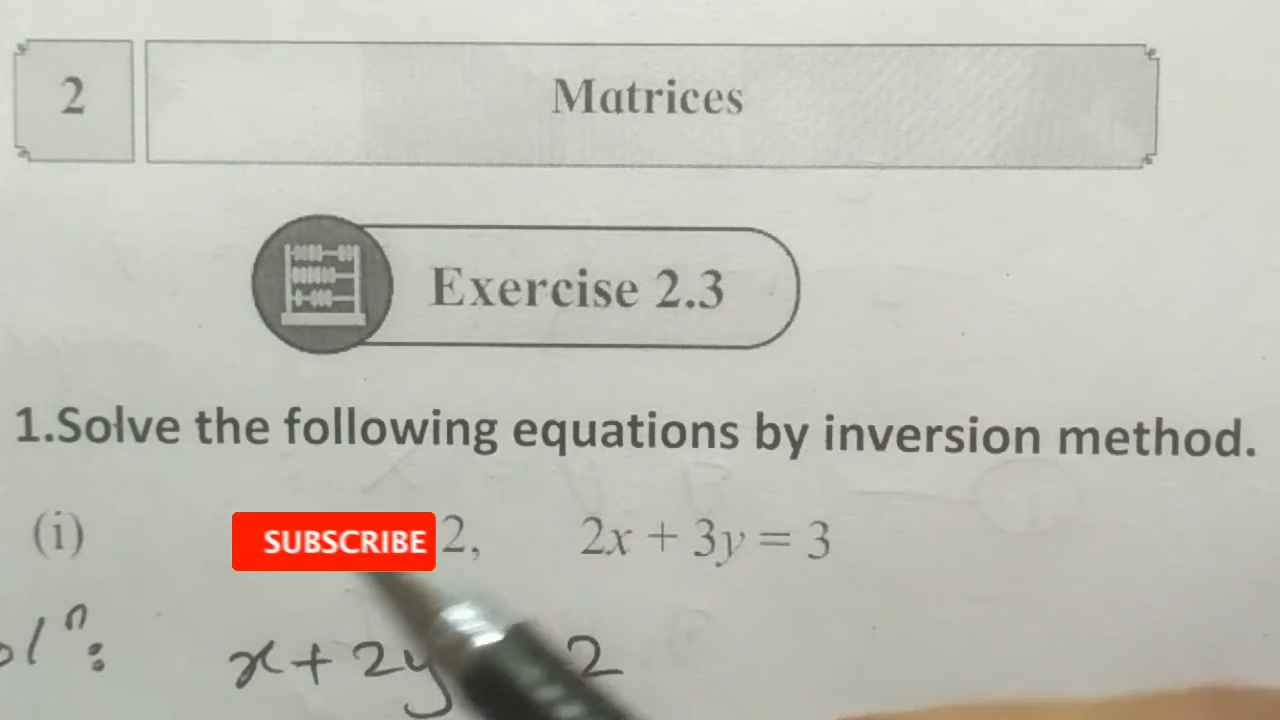 2
Matrices
Exercise 2.3
1.Solve the following equations by inversion method.
(i) SUBSCRIBE 2, 2x + 3y = 3
olⁿ: x + 2y 2